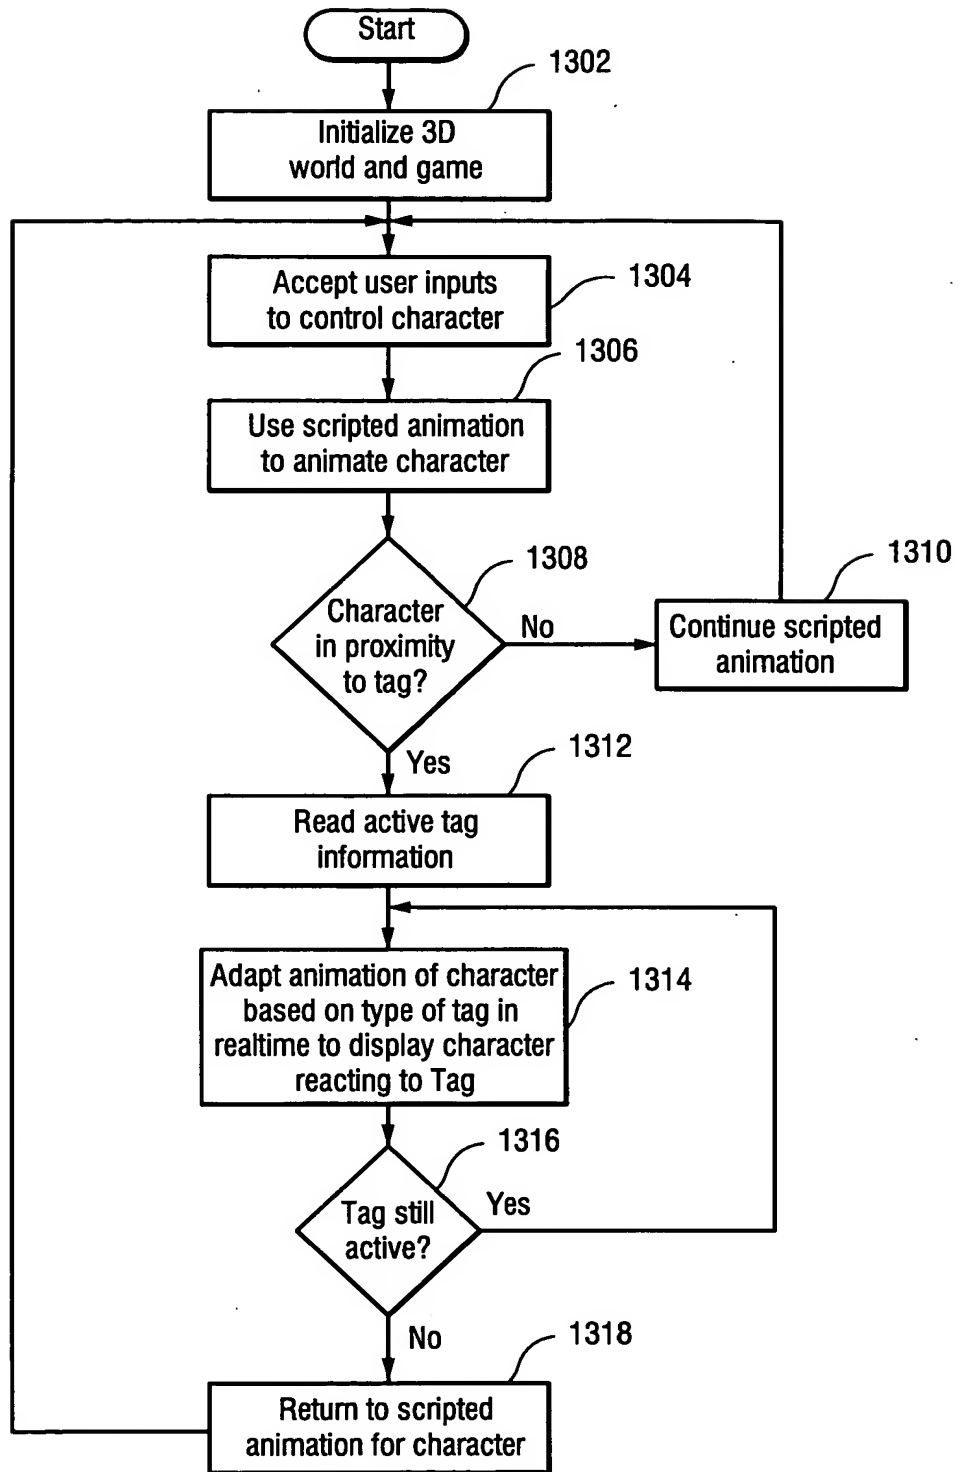 Start
1302
Initialize 3D
world and game
Accept user inputs
to control character
1304
1306
Use scripted animation
to animate character
1308
Character
in proximity
to tag?
No
1310
Continue scripted
animation
Yes
1312
Read active tag
information
Adapt animation of character
based on type of tag in
realtime to display character
reacting to Tag
1314
1316
Tag still
active?
Yes
No
1318
Return to scripted
animation for character